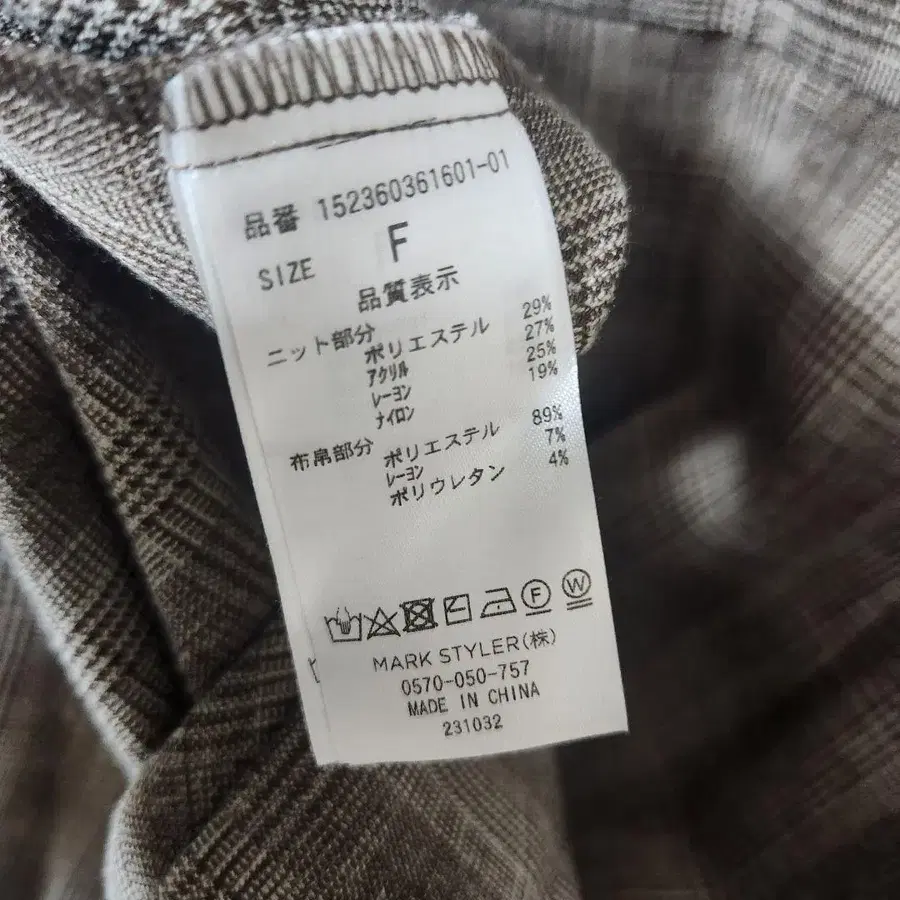 品番 152360361601-01
SIZE F
品質表示
ニット部分 ポリエステル 29%
アクリル 27%
レーヨン 25%
ナイロン 19%
布帛部分 ポリエステル 89%
レーヨン 7%
ポリウレタン 4%
F W
MARK STYLER(株)
0570-050-757
MADE IN CHINA
231032